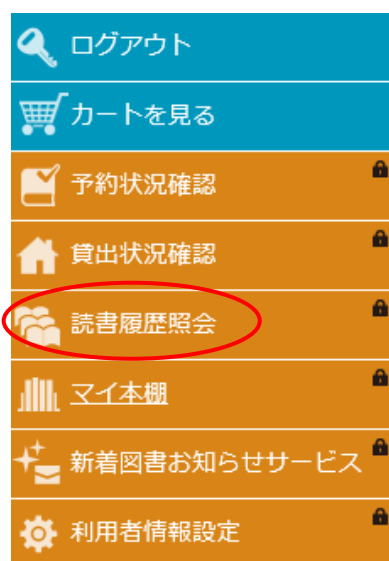 ログアウト
カートを見る
予約状況確認
貸出状況確認
読書履歴照会
マイ本棚
新着図書お知らせサービス
利用者情報設定